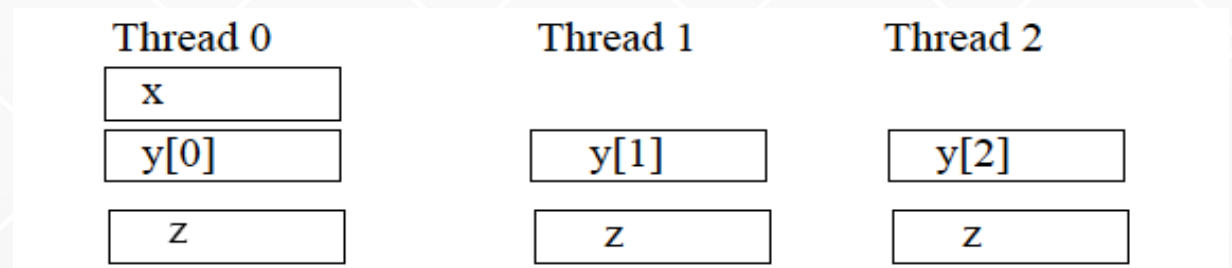 Thread 0 Thread 1 Thread 2
x
y[0] y[1] y[2]
z z z